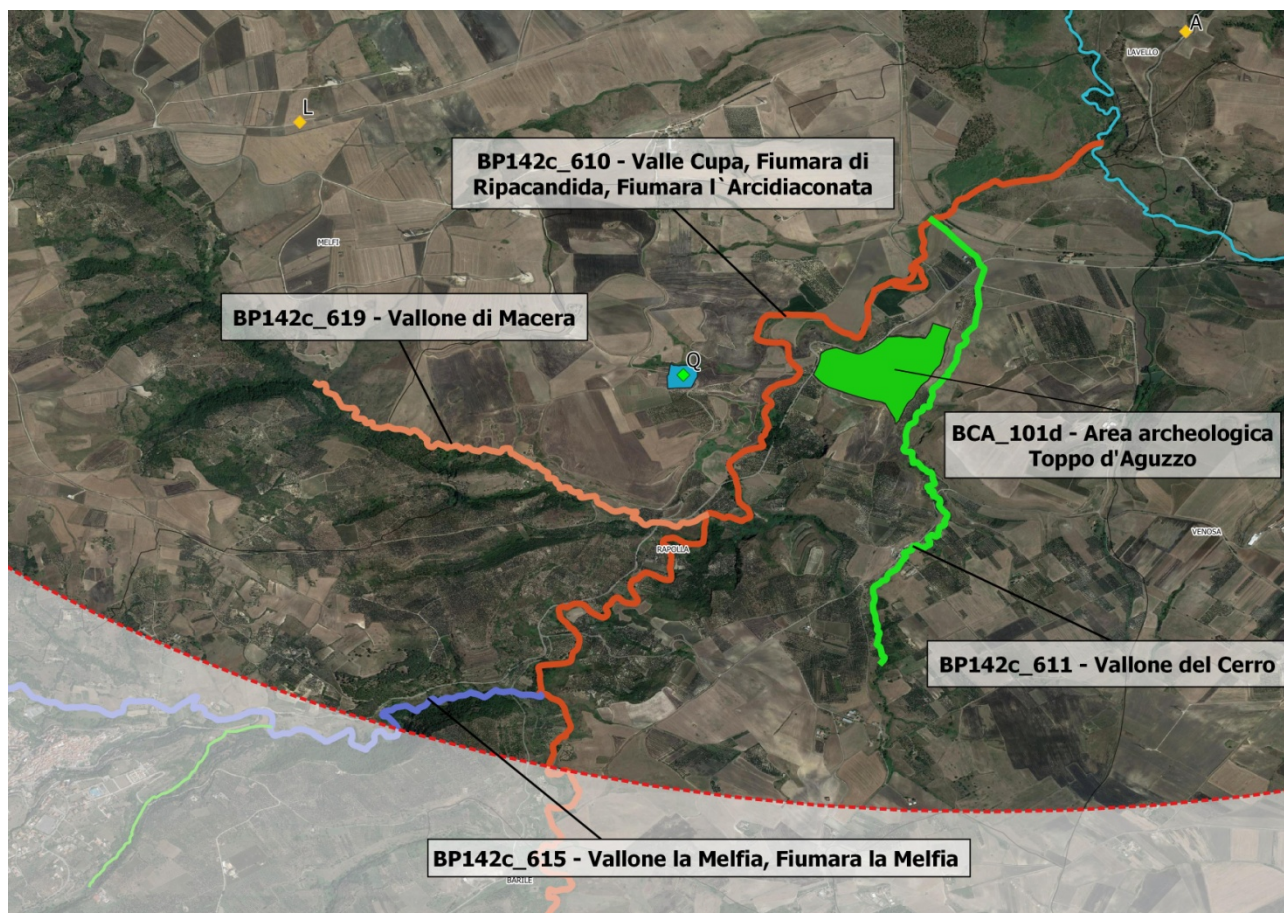 A
LAVELLO
L
BP142c_610 - Valle Cupa, Fiumara di
Ripacandida, Fiumara l`Arcidiaconata
MELFI
BP142c_619 - Vallone di Macera
Q
BCA_101d - Area archeologica
Toppo d'Aguzzo
VENOSA
RAPOLLA
BP142c_611 - Vallone del Cerro
BP142c_615 - Vallone la Melfia, Fiumara la Melfia
BARILE